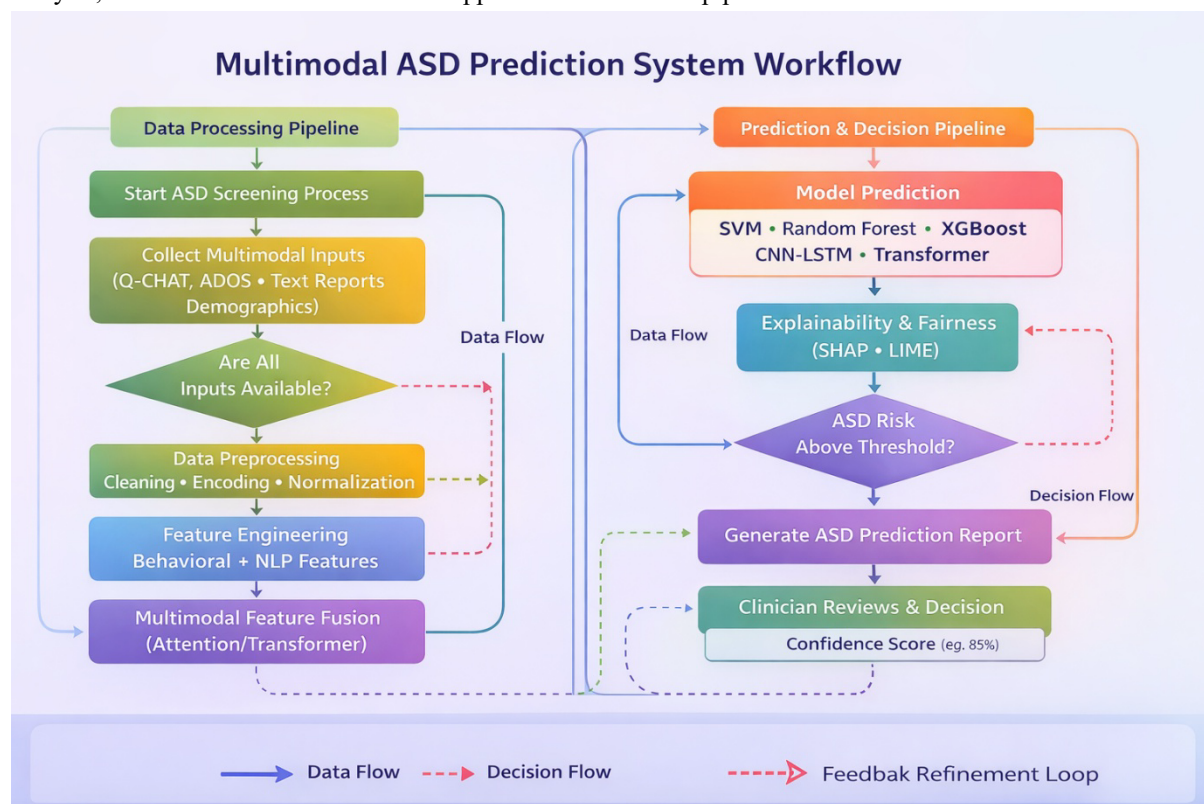 Multimodal ASD Prediction System Workflow
Data Processing Pipeline
Start ASD Screening Process
Collect Multimodal Inputs
(Q-CHAT, ADOS • Text Reports
Demographics)
Are All
Inputs Available?
Data Preprocessing
Cleaning • Encoding • Normalization
Feature Engineering
Behavioral + NLP Features
Multimodal Feature Fusion
(Attention/Transformer)
Data Flow
Prediction & Decision Pipeline
Model Prediction
SVM • Random Forest • XGBoost
CNN-LSTM • Transformer
Data Flow
Explainability & Fairness
(SHAP • LIME)
ASD Risk
Above Threshold?
Decision Flow
Generate ASD Prediction Report
Clinician Reviews & Decision
Confidence Score (eg. 85%)
Data Flow
Decision Flow
Feedbak Refinement Loop